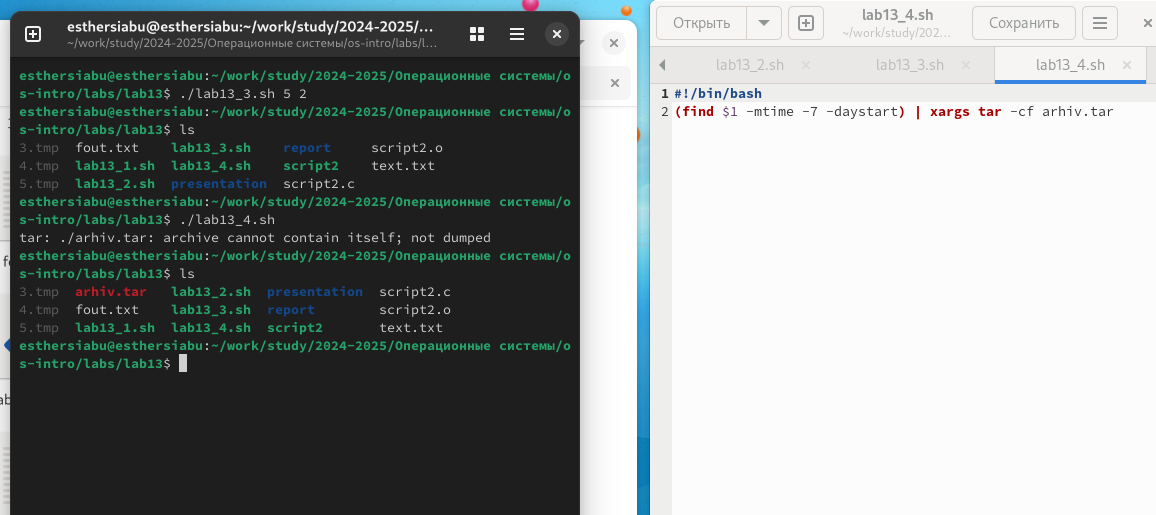 esthersiabu@esthersiabu:~/work/study/2024-2025/...
~/work/study/2024-2025/Операционные системы/os-intro/labs/l...
esthersiabu@esthersiabu:~/work/study/2024-2025/Операционные системы/o
s-intro/labs/lab13$ ./lab13_3.sh 5 2
esthersiabu@esthersiabu:~/work/study/2024-2025/Операционные системы/o
s-intro/labs/lab13$ ls
3.tmp  fout.txt    lab13_3.sh    report     script2.o
4.tmp  lab13_1.sh  lab13_4.sh    script2    text.txt
5.tmp  lab13_2.sh  presentation  script2.c
esthersiabu@esthersiabu:~/work/study/2024-2025/Операционные системы/o
s-intro/labs/lab13$ ./lab13_4.sh
tar: ./arhiv.tar: archive cannot contain itself; not dumped
esthersiabu@esthersiabu:~/work/study/2024-2025/Операционные системы/o
s-intro/labs/lab13$ ls
3.tmp  arhiv.tar   lab13_2.sh  presentation  script2.c
4.tmp  fout.txt    lab13_3.sh  report        script2.o
5.tmp  lab13_1.sh  lab13_4.sh  script2       text.txt
esthersiabu@esthersiabu:~/work/study/2024-2025/Операционные системы/o
s-intro/labs/lab13$
Открыть
lab13_4.sh
~/work/study/202...
Сохранить
lab13_2.sh
lab13_3.sh
lab13_4.sh
1 #!/bin/bash
2 (find $1 -mtime -7 -daystart) | xargs tar -cf arhiv.tar